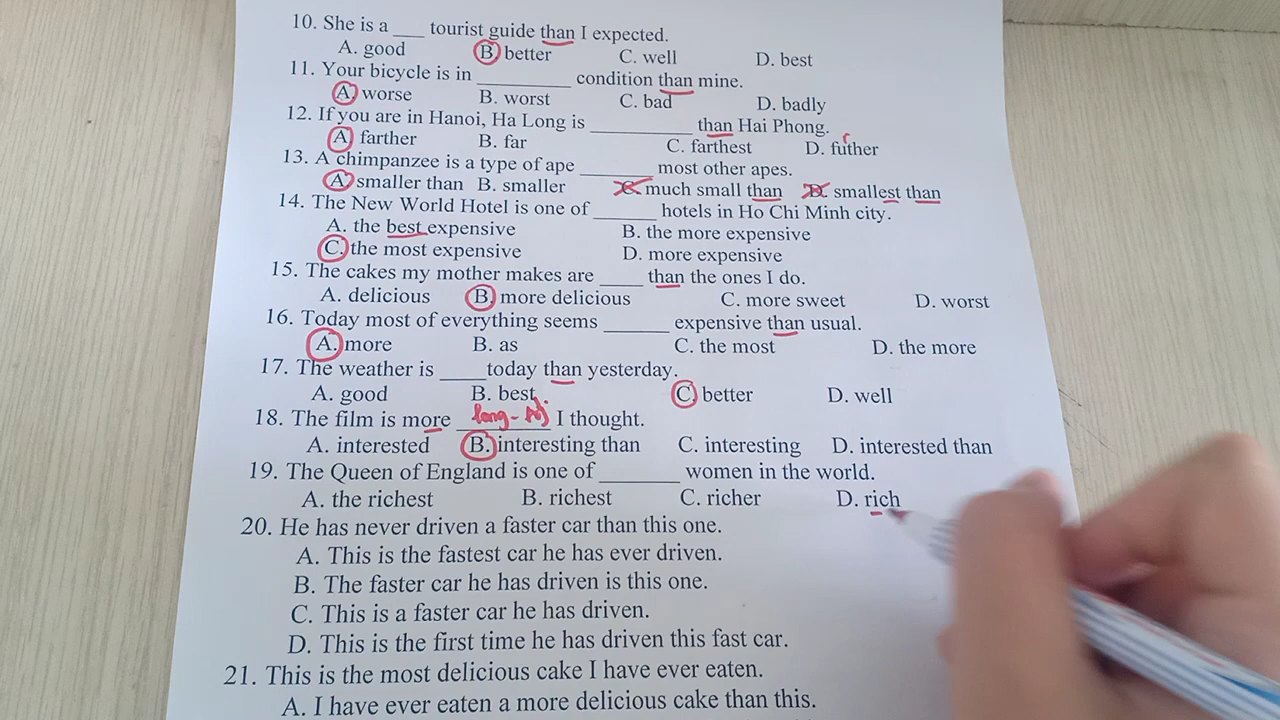 10. She is a ___ tourist guide than I expected.
A. good B. better C. well D. best
11. Your bicycle is in _________ condition than mine.
A. worse B. worst C. bad D. badly
12. If you are in Hanoi, Ha Long is __________ than Hai Phong.
r
A. farther B. far C. farthest D. futher
13. A chimpanzee is a type of ape _______ most other apes.
A. smaller than B. smaller C. much small than D. smallest than
14. The New World Hotel is one of ______ hotels in Ho Chi Minh city.
A. the best expensive B. the more expensive
C. the most expensive D. more expensive
15. The cakes my mother makes are ____ than the ones I do.
A. delicious B. more delicious C. more sweet D. worst
16. Today most of everything seems ______ expensive than usual.
A. more B. as C. the most D. the more
17. The weather is ____ today than yesterday.
A. good B. best C. better D. well
18. The film is more long - Adj I thought.
A. interested B. interesting than C. interesting D. interested than
19. The Queen of England is one of ________ women in the world.
A. the richest B. richest C. richer D. rich
20. He has never driven a faster car than this one.
A. This is the fastest car he has ever driven.
B. The faster car he has driven is this one.
C. This is a faster car he has driven.
D. This is the first time he has driven this fast car.
21. This is the most delicious cake I have ever eaten.
A. I have ever eaten a more delicious cake than this.